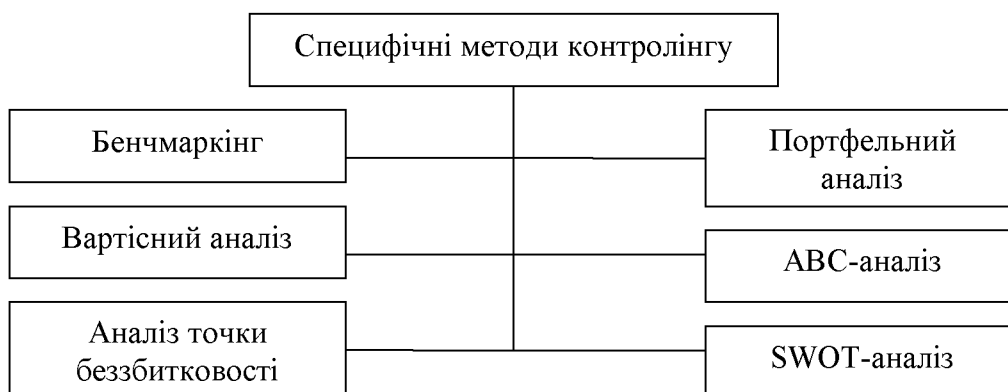 Специфічні методи контролінгу
Бенчмаркінг
Вартісний аналіз
Аналіз точки
беззбитковості
Портфельний
аналіз
АВС-аналіз
SWOT-аналіз